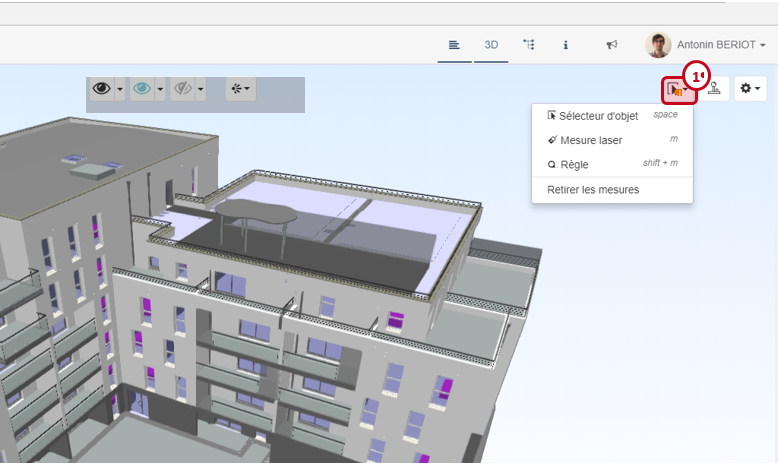 3D
Antonin BERIOT
1
Sélecteur d'objet space
Mesure laser m
Règle shift + m
Retirer les mesures